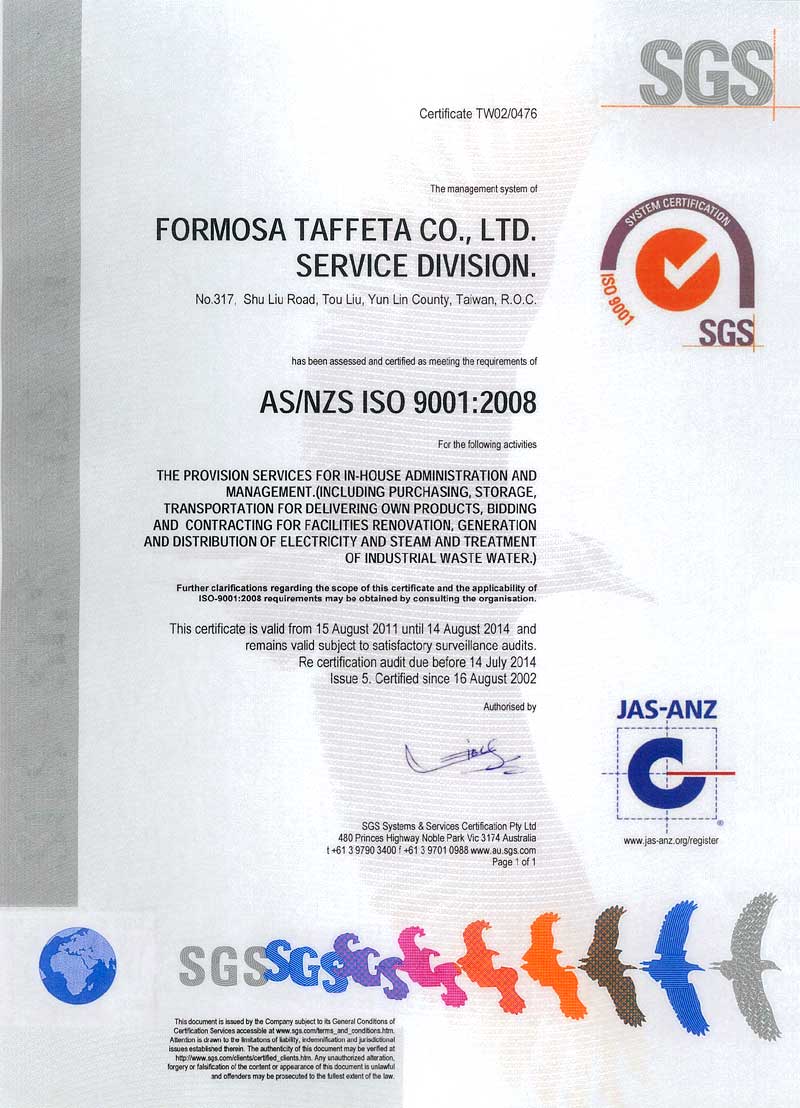 SGS
Certificate TW02/0476
The management system of
FORMOSA TAFFETA CO., LTD.
SERVICE DIVISION.
No.317, Shu Liu Road, Tou Liu, Yun Lin County, Taiwan, R.O.C.
SYSTEM CERTIFICATION
ISO 9001
SGS
has been assessed and certified as meeting the requirements of
AS/NZS ISO 9001:2008
For the following activities
THE PROVISION SERVICES FOR IN-HOUSE ADMINISTRATION AND
MANAGEMENT.(INCLUDING PURCHASING, STORAGE,
TRANSPORTATION FOR DELIVERING OWN PRODUCTS, BIDDING
AND CONTRACTING FOR FACILITIES RENOVATION, GENERATION
AND DISTRIBUTION OF ELECTRICITY AND STEAM AND TREATMENT
OF INDUSTRIAL WASTE WATER.)
Further clarifications regarding the scope of this certificate and the applicability of
ISO-9001:2008 requirements may be obtained by consulting the organisation.
This certificate is valid from 15 August 2011 until 14 August 2014 and
remains valid subject to satisfactory surveillance audits.
Re certification audit due before 14 July 2014
Issue 5. Certified since 16 August 2002
Authorised by
JAS-ANZ
®
www.jas-anz.org/register
SGS Systems & Services Certification Pty Ltd
480 Princes Highway Noble Park Vic 3174 Australia
t +61 3 9790 3400 f +61 3 9701 0988 www.au.sgs.com
Page 1 of 1
SGS SGS
This document is issued by the Company subject to its General Conditions of
Certification Services accessible at www.sgs.com/terms_and_conditions.htm.
Attention is drawn to the limitations of liability, indemnification and jurisdictional
issues established therein. The authenticity of this document may be verified at
http://www.sgs.com/clients/certified_clients.htm. Any unauthorized alteration,
forgery or falsification of the content or appearance of this document is unlawful
and offenders may be prosecuted to the fullest extent of the law.